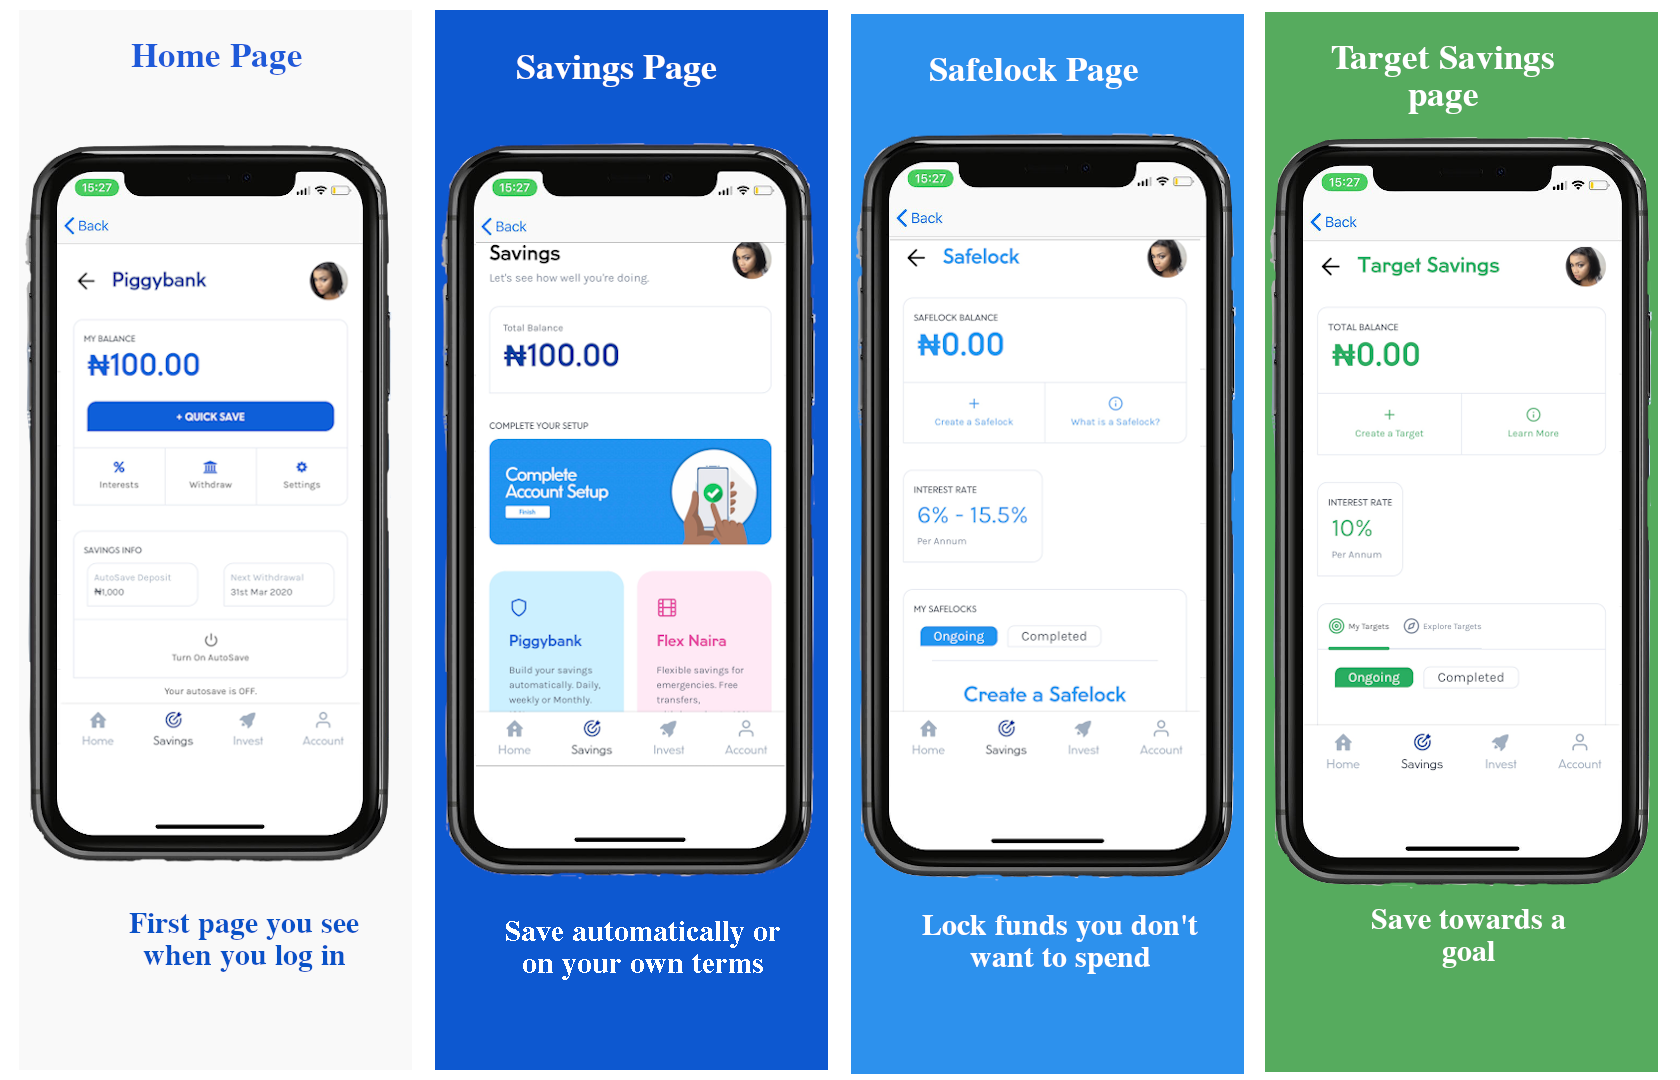 Home Page
15:27
Back
Piggybank
MY BALANCE
₦100.00
+ QUICK SAVE
Interests
Withdraw
Settings
SAVINGS INFO
AutoSave Deposit
₦1,000
Next Withdrawal
31st Mar 2020
Turn On AutoSave
Your autosave is OFF.
Home
Savings
Invest
Account
First page you see
when you log in
Savings Page
15:27
Back
Savings
Let's see how well you're doing.
Total Balance
₦100.00
COMPLETE YOUR SETUP
Complete
Account Setup
Finish
Piggybank
Build your savings
automatically. Daily,
weekly or Monthly.
Flex Naira
Flexible savings for
emergencies. Free
transfers,
Home
Savings
Invest
Account
Save automatically or
on your own terms
Safelock Page
15:27
Back
Safelock
SAFELOCK BALANCE
₦0.00
+
Create a Safelock
What is a Safelock?
INTEREST RATE
6% - 15.5%
Per Annum
MY SAFELOCKS
Ongoing
Completed
Create a Safelock
Home
Savings
Invest
Account
Lock funds you don't
want to spend
Target Savings
page
15:27
Back
Target Savings
TOTAL BALANCE
₦0.00
+
Create a Target
Learn More
INTEREST RATE
10%
Per Annum
My Targets
Explore Targets
Ongoing
Completed
Home
Savings
Invest
Account
Save towards a
goal